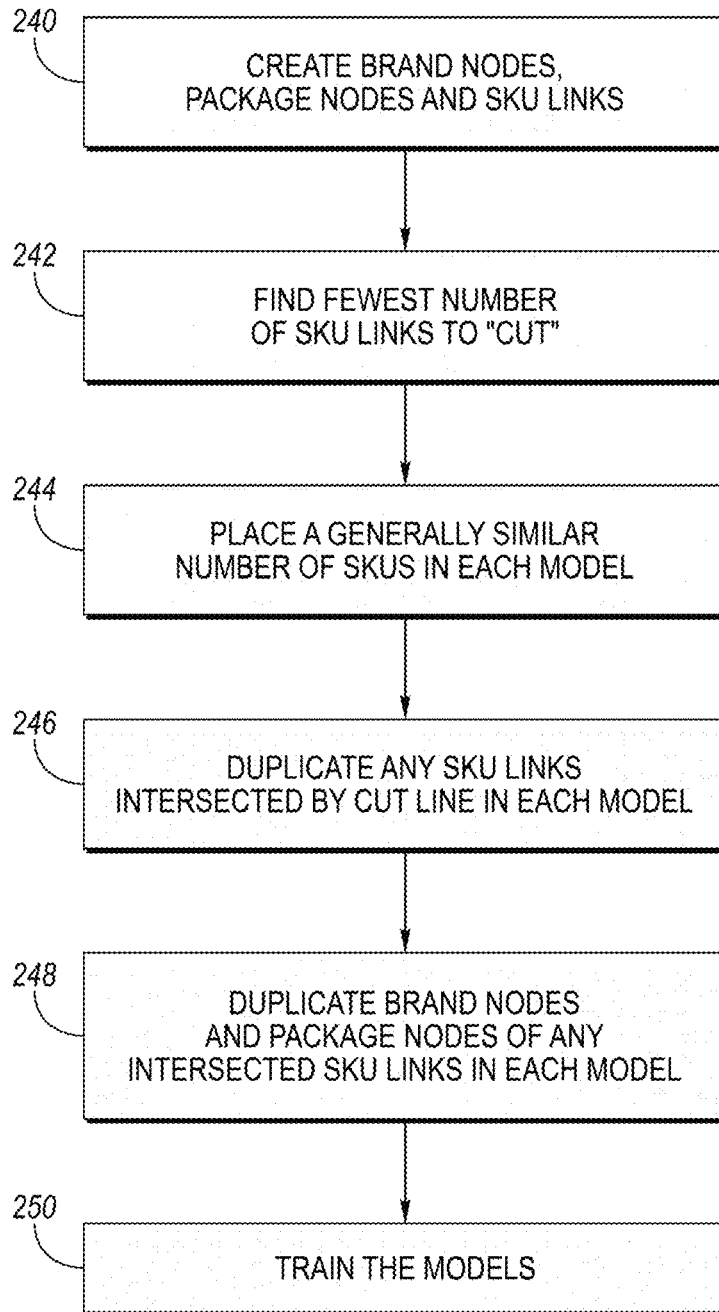 240
CREATE BRAND NODES,
PACKAGE NODES AND SKU LINKS
242
FIND FEWEST NUMBER
OF SKU LINKS TO "CUT"
244
PLACE A GENERALLY SIMILAR
NUMBER OF SKUS IN EACH MODEL
246
DUPLICATE ANY SKU LINKS
INTERSECTED BY CUT LINE IN EACH MODEL
248
DUPLICATE BRAND NODES
AND PACKAGE NODES OF ANY
INTERSECTED SKU LINKS IN EACH MODEL
250
TRAIN THE MODELS